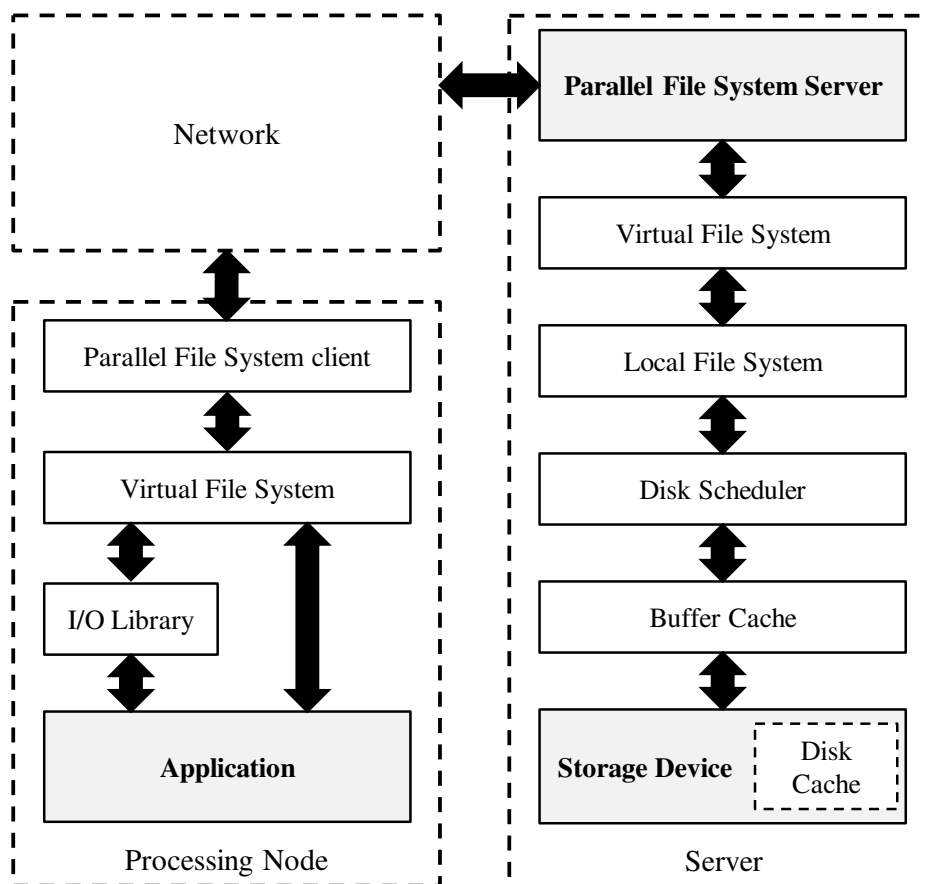 Network
Parallel File System client
Virtual File System
I/O Library
Application
Processing Node
Parallel File System Server
Virtual File System
Local File System
Disk Scheduler
Buffer Cache
Storage Device
Disk
Cache
Server